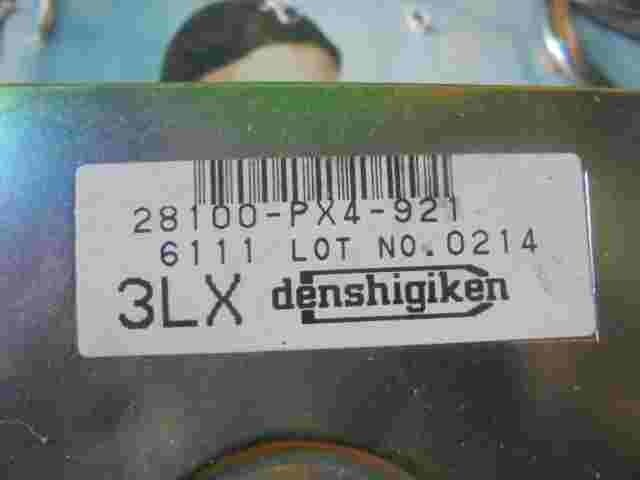 28100-PX4-921
6111 LOT NO.0214
3LX denshigiken